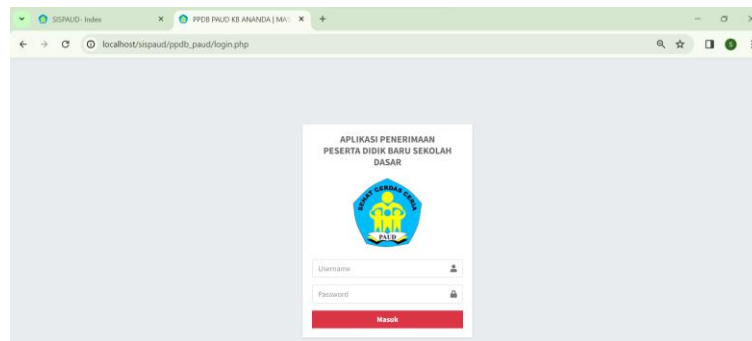 SISPAUD- Index
PPDB PAUD KB ANANDA | MAS
localhost/sispaud/ppdb_paud/login.php
S
APLIKASI PENERIMAAN
PESERTA DIDIK BARU SEKOLAH
DASAR
SEHAT CERDAS CERIA
PAUD
Username
Password
Masuk